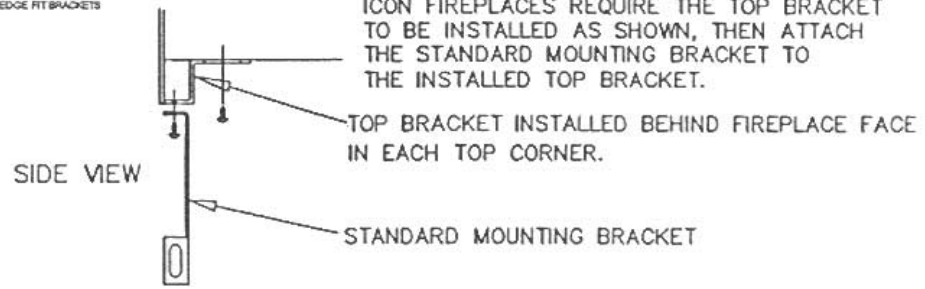 EDGE FIT BRACKETS
ICON FIREPLACES REQUIRE THE TOP BRACKET
TO BE INSTALLED AS SHOWN, THEN ATTACH
THE STANDARD MOUNTING BRACKET TO
THE INSTALLED TOP BRACKET.
TOP BRACKET INSTALLED BEHIND FIREPLACE FACE
IN EACH TOP CORNER.
SIDE VIEW
STANDARD MOUNTING BRACKET